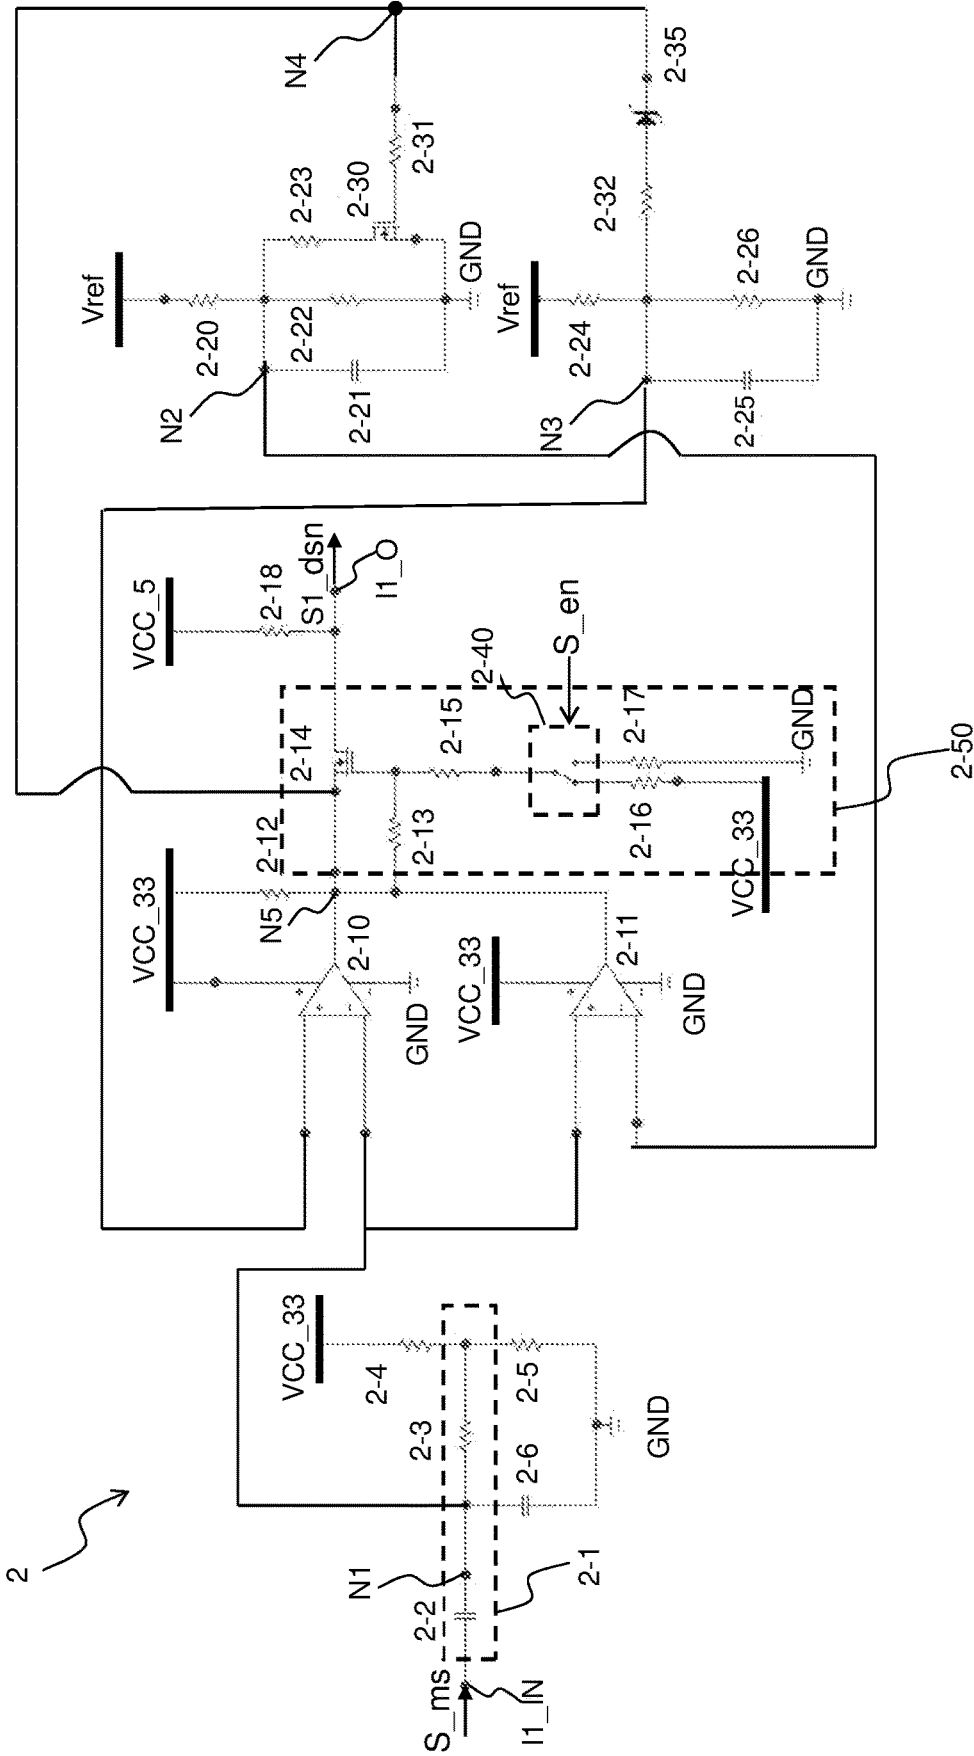 2
S_ms
I1_IN
2-2
N1
2-1
2-3
2-6
GND
VCC_33
2-4
2-5
VCC_33
2-10
GND
N5
2-12
VCC_33
2-11
GND
2-13
2-14
2-15
2-16
VCC_33
2-17
GND
2-40
S_en
2-50
VCC_5
2-18
S1_dsn
I1_O
N2
Vref
2-20
2-21
2-22
2-23
2-30
2-31
GND
N4
N3
Vref
2-24
2-25
2-26
GND
2-32
2-35